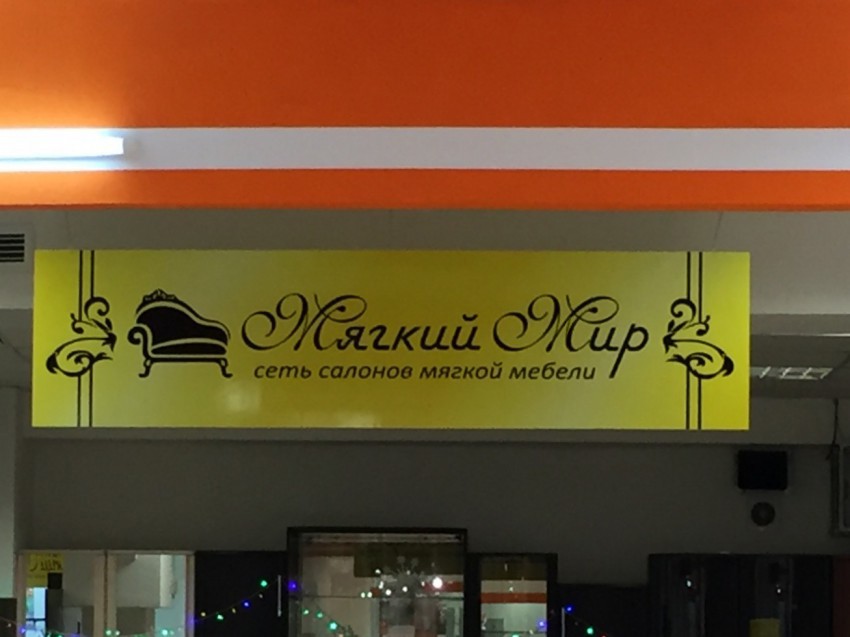 Мягкий Мир
сеть салонов мягкой мебели